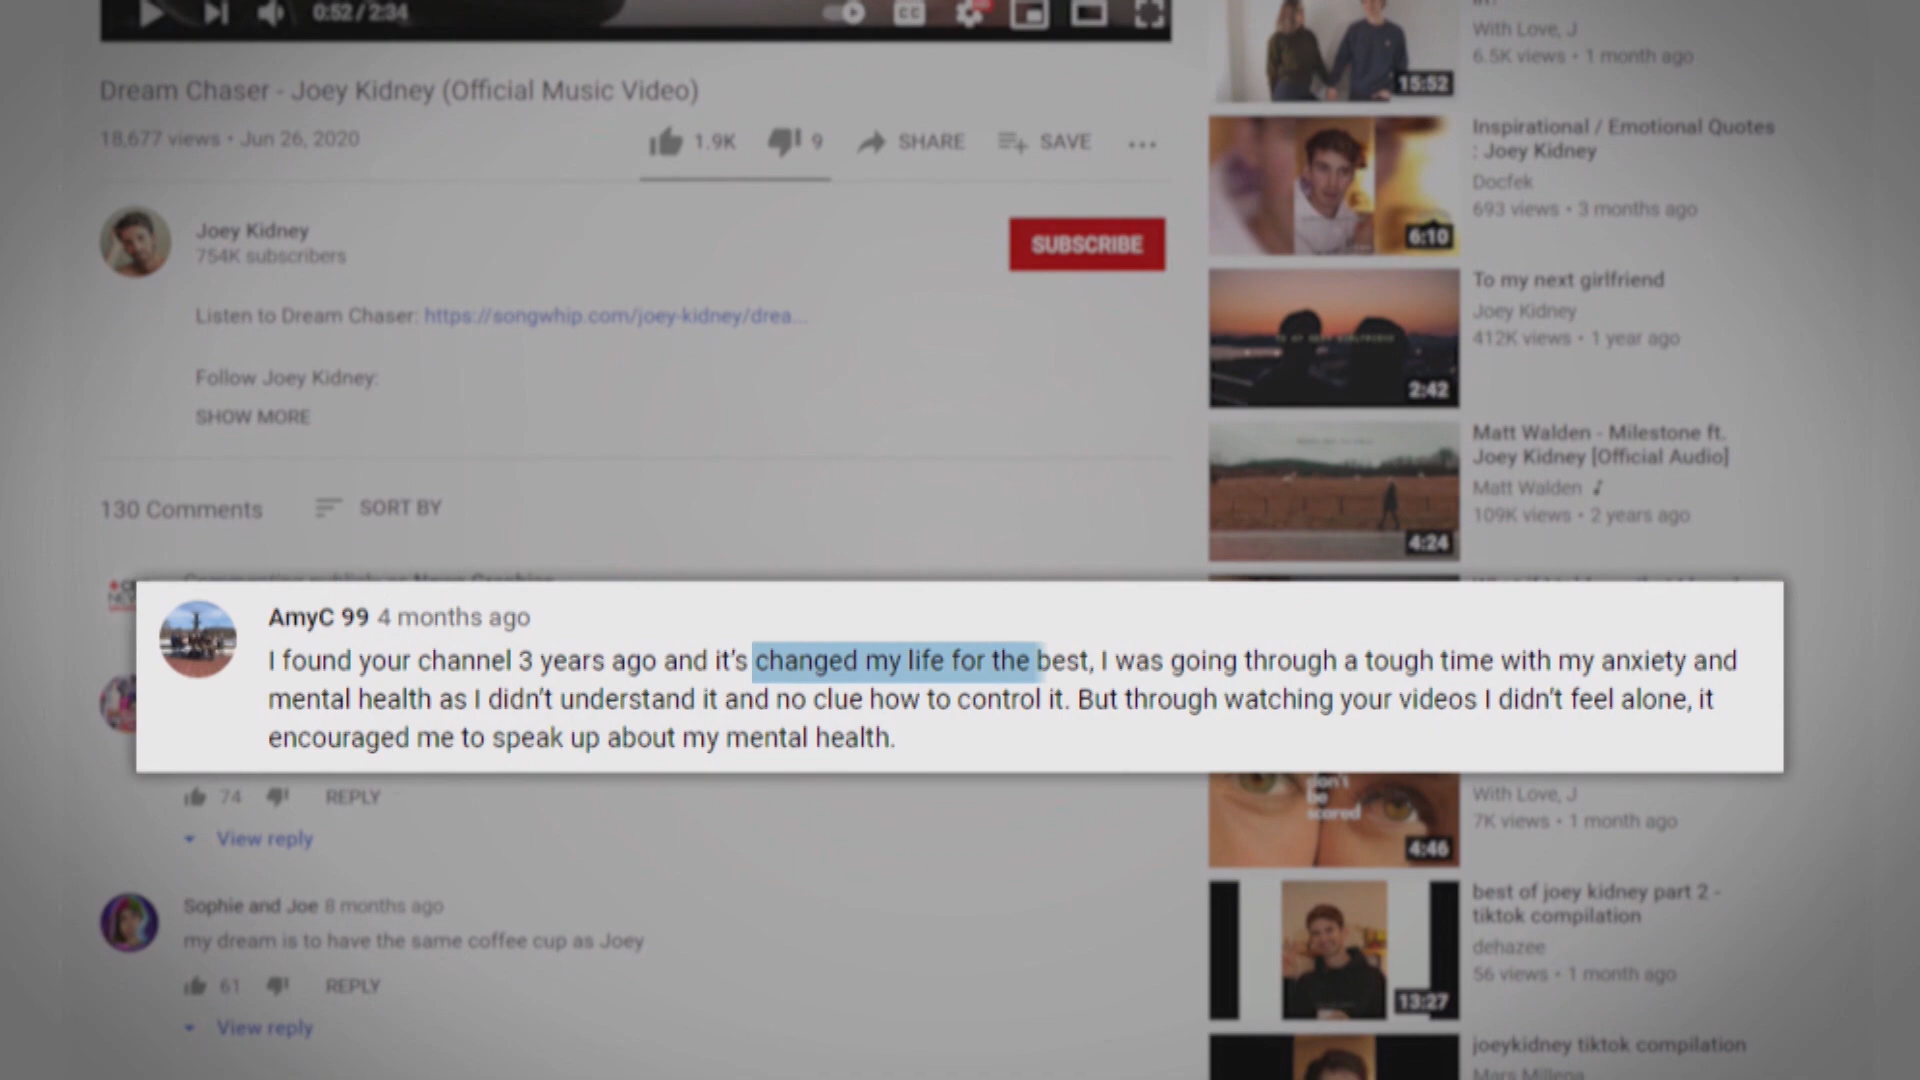 0:52 / 2:34
CC
Dream Chaser - Joey Kidney (Official Music Video)
18,677 views • Jun 26, 2020
1.9K
9
SHARE
SAVE
Joey Kidney
754K subscribers
SUBSCRIBE
Listen to Dream Chaser: https://songwhip.com/joey-kidney/drea...
Follow Joey Kidney:
SHOW MORE
130 Comments
SORT BY
AmyC 99 4 months ago
I found your channel 3 years ago and it's changed my life for the best, I was going through a tough time with my anxiety and
mental health as I didn't understand it and no clue how to control it. But through watching your videos I didn't feel alone, it
encouraged me to speak up about my mental health.
74
REPLY
View reply
Sophie and Joe 8 months ago
my dream is to have the same coffee cup as Joey
61
REPLY
View reply
With Love, J
6.5K views • 1 month ago
15:52
Inspirational / Emotional Quotes
: Joey Kidney
Docfek
693 views • 3 months ago
6:10
To my next girlfriend
Joey Kidney
412K views • 1 year ago
2:42
Matt Walden - Milestone ft.
Joey Kidney [Official Audio]
Matt Walden
109K views • 2 years ago
4:24
don't
be
scared
With Love, J
7K views • 1 month ago
4:46
best of joey kidney part 2 -
tiktok compilation
dehazee
56 views • 1 month ago
13:27
joeykidney tiktok compilation